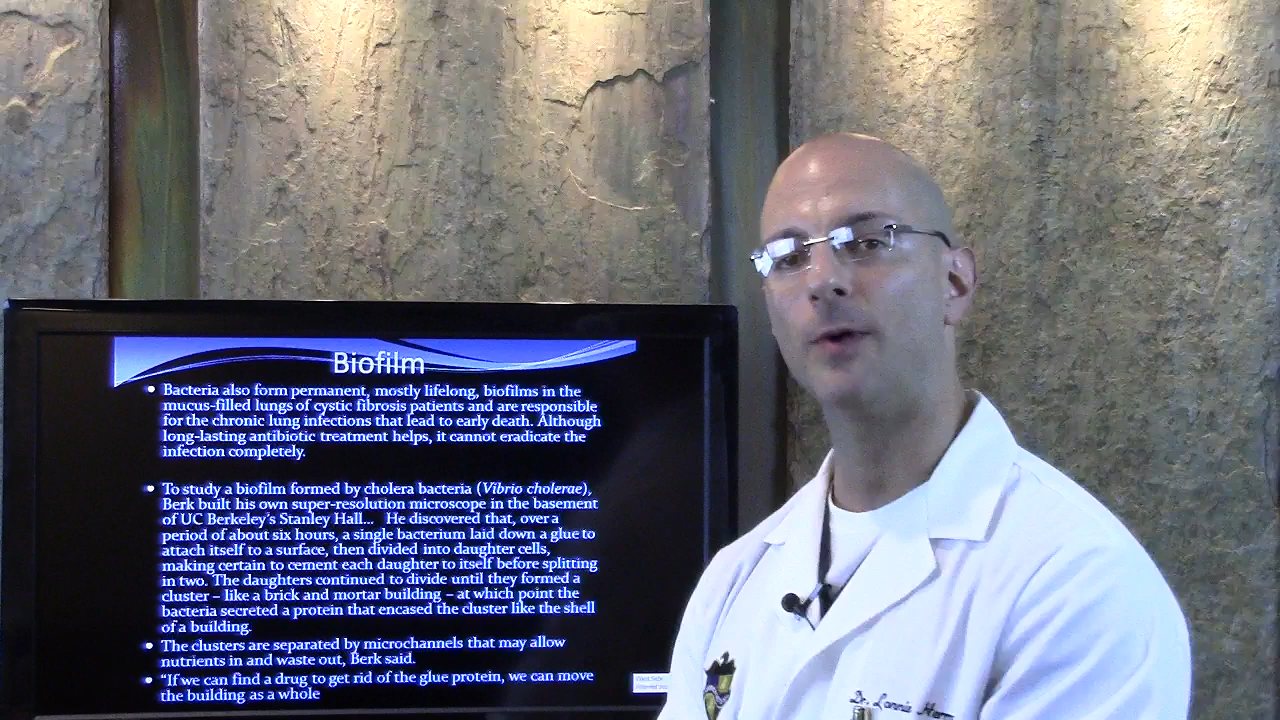 Biofilm
• Bacteria also form permanent, mostly lifelong, biofilms in the
mucus-filled lungs of cystic fibrosis patients and are responsible
for the chronic lung infections that lead to early death. Although
long-lasting antibiotic treatment helps, it cannot eradicate the
infection completely.
• To study a biofilm formed by cholera bacteria (Vibrio cholerae),
Berk built his own super-resolution microscope in the basement
of UC Berkeley's Stanley Hall... He discovered that, over a
period of about six hours, a single bacterium laid down a glue to
attach itself to a surface, then divided into daughter cells,
making certain to cement each daughter to itself before splitting
in two. The daughters continued to divide until they formed a
cluster – like a brick and mortar building – at which point the
bacteria secreted a protein that encased the cluster like the shell
of a building.
• The clusters are separated by microchannels that may allow
nutrients in and waste out, Berk said.
• "If we can find a drug to get rid of the glue protein, we can move
the building as a whole
Dr. Lonnie